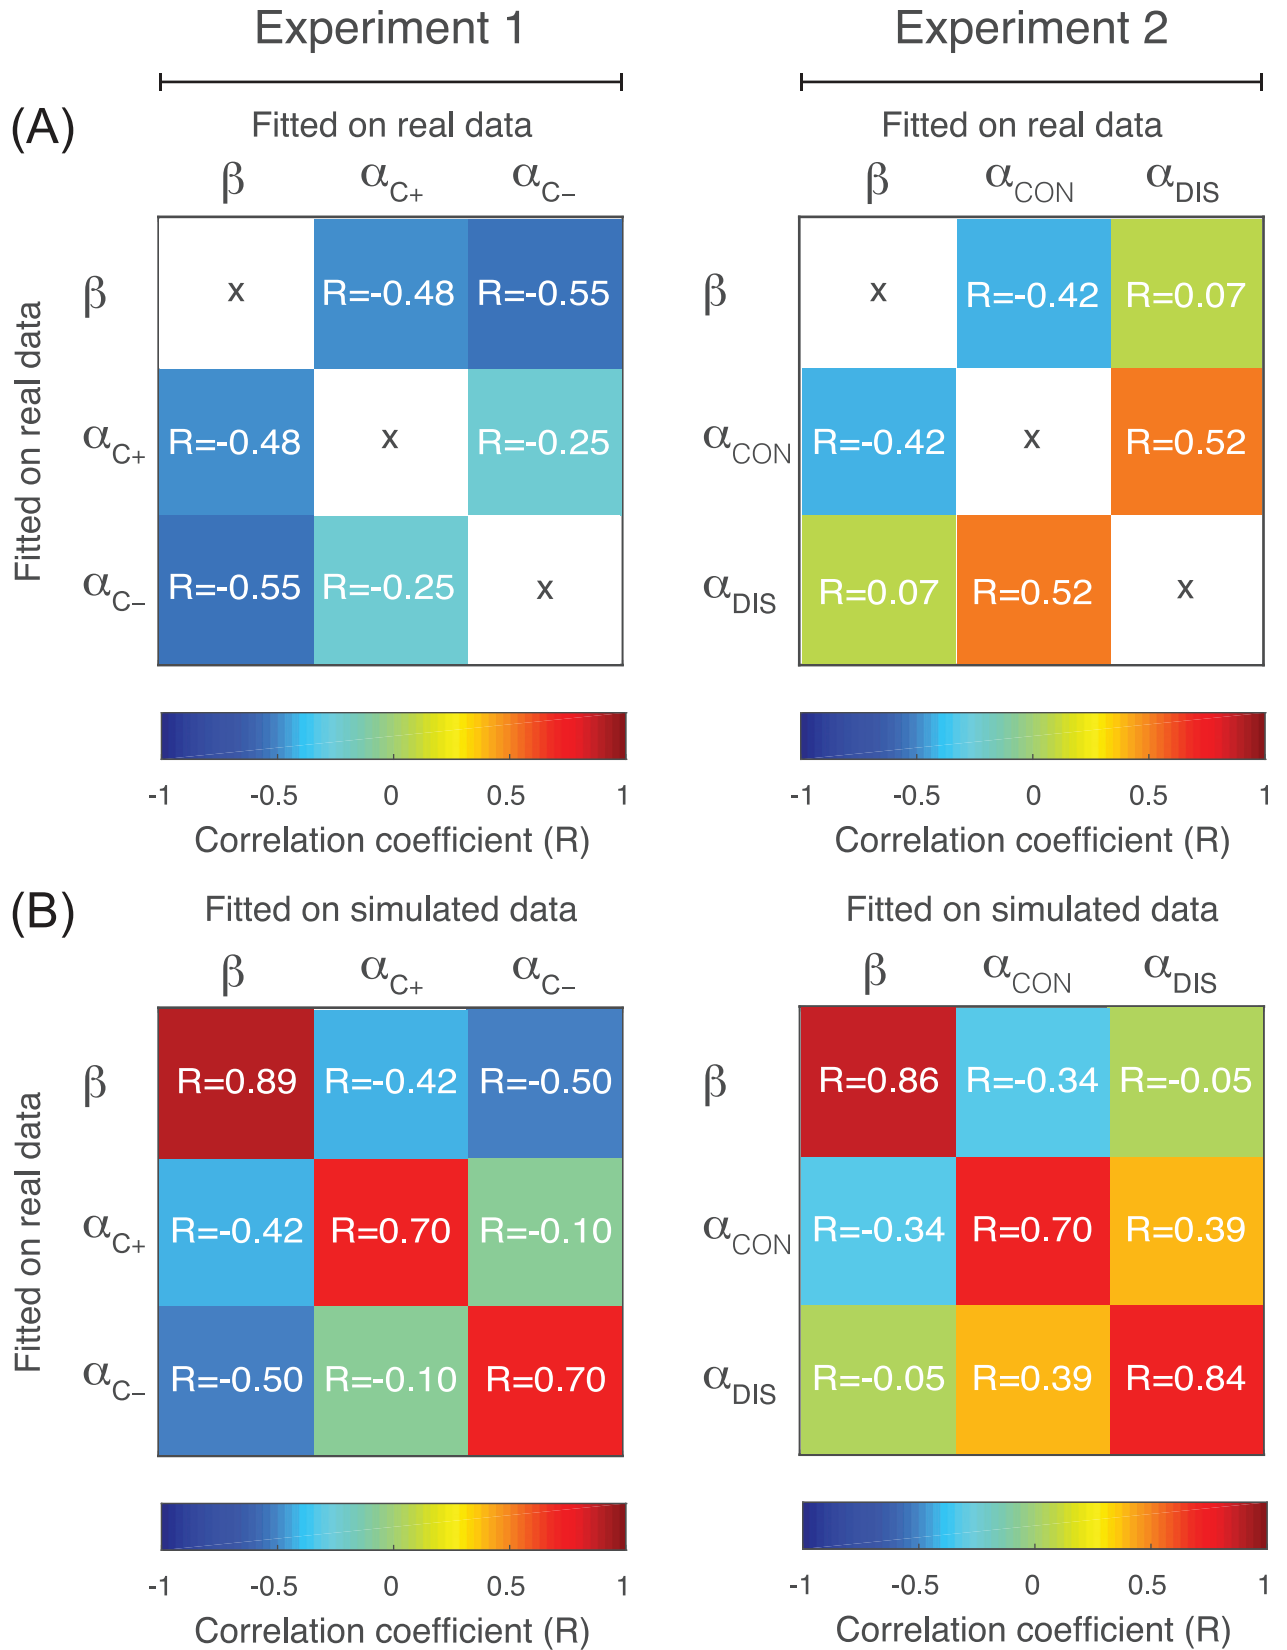 Experiment 1 Experiment 2
(A) Fitted on real data Fitted on real data
β αC+ αC− β αCON αDIS
Fitted on real data
β x R=-0.48 R=-0.55 β x R=-0.42 R=0.07
αC+ R=-0.48 x R=-0.25 αCON R=-0.42 x R=0.52
αC− R=-0.55 R=-0.25 x αDIS R=0.07 R=0.52 x
-1 -0.5 0 0.5 1 -1 -0.5 0 0.5 1
Correlation coefficient (R) Correlation coefficient (R)
(B) Fitted on simulated data Fitted on simulated data
β αC+ αC− β αCON αDIS
Fitted on real data
β R=0.89 R=-0.42 R=-0.50 β R=0.86 R=-0.34 R=-0.05
αC+ R=-0.42 R=0.70 R=-0.10 αCON R=-0.34 R=0.70 R=0.39
αC− R=-0.50 R=-0.10 R=0.70 αDIS R=-0.05 R=0.39 R=0.84
-1 -0.5 0 0.5 1 -1 -0.5 0 0.5 1
Correlation coefficient (R) Correlation coefficient (R)